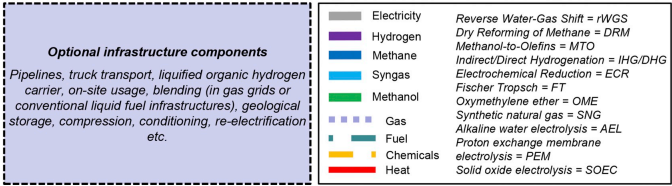 Optional infrastructure components
Pipelines, truck transport, liquified organic hydrogen
carrier, on-site usage, blending (in gas grids or
conventional liquid fuel infrastructures), geological
storage, compression, conditioning, re-electrification
etc.
Electricity
Hydrogen
Methane
Syngas
Methanol
Gas
Fuel
Chemicals
Heat
Reverse Water-Gas Shift = rWGS
Dry Reforming of Methane = DRM
Methanol-to-Olefins = MTO
Indirect/Direct Hydrogenation = IHG/DHG
Electrochemical Reduction = ECR
Fischer Tropsch = FT
Oxymethylene ether = OME
Synthetic natural gas = SNG
Alkaline water electrolysis = AEL
Proton exchange membrane
electrolysis = PEM
Solid oxide electrolysis = SOEC